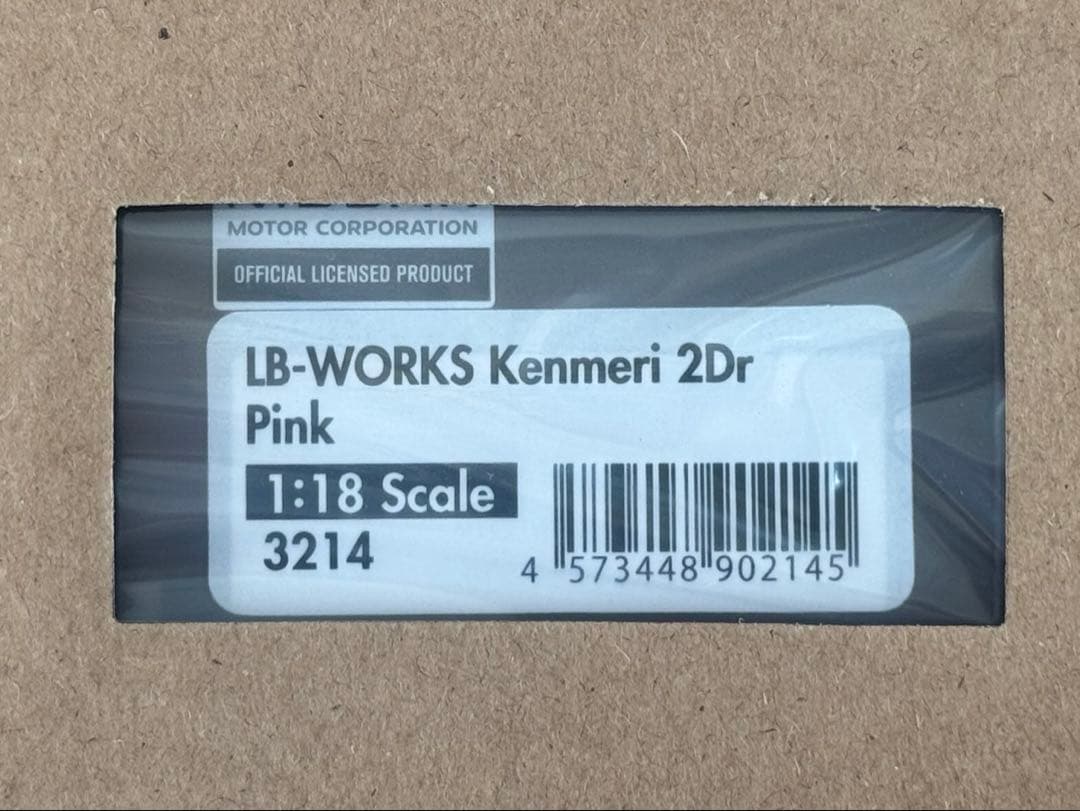 MOTOR CORPORATION
OFFICIAL LICENSED PRODUCT
LB-WORKS Kenmeri 2Dr
Pink
1:18 Scale
3214
4 573448 902145